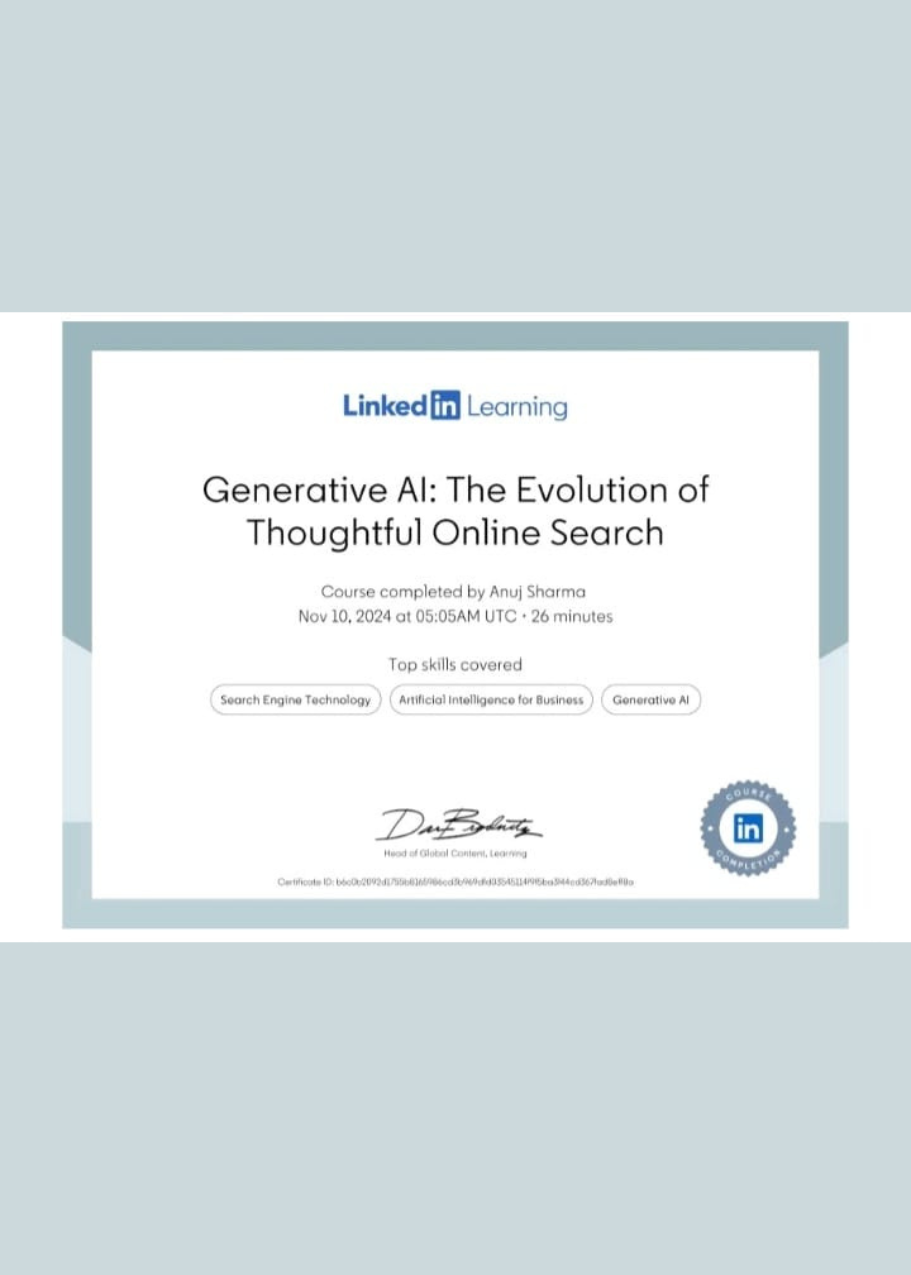 Linked in Learning
Generative AI: The Evolution of
Thoughtful Online Search
Course completed by Anuj Sharma
Nov 10, 2024 at 05:05AM UTC • 26 minutes
Top skills covered
Search Engine Technology Artificial Intelligence for Business Generative AI
Head of Global Content, Learning
Certificate ID:
COURSE
in
COMPLETION